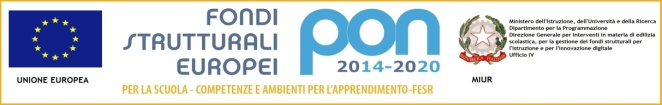 FONDI
STRUTTURALI
EUROPEI
pon
2014-2020
UNIONE EUROPEA
PER LA SCUOLA - COMPETENZE E AMBIENTI PER L'APPRENDIMENTO-FESR
Ministero dell'Istruzione, dell'Università e della Ricerca
Dipartimento per la Programmazione
Direzione Generale per interventi in materia di edilizia
scolastica, per la gestione dei fondi strutturali per
l'istruzione e per l'innovazione digitale
Ufficio IV
MIUR